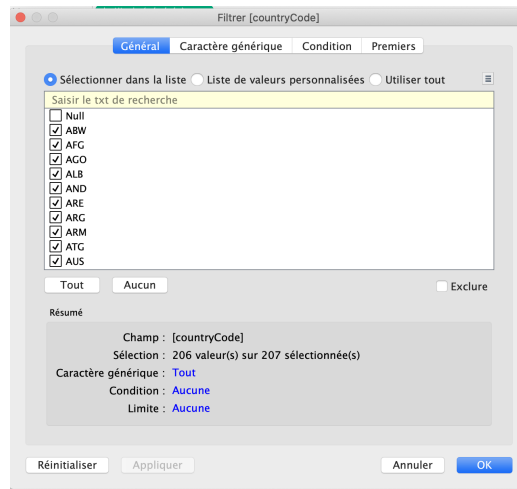 Filtrer [countryCode]
Général Caractère générique Condition Premiers
Sélectionner dans la liste Liste de valeurs personnalisées Utiliser tout
Saisir le txt de recherche
Null
ABW
AFG
AGO
ALB
AND
ARE
ARG
ARM
ATG
AUS
Tout Aucun Exclure
Résumé
Champ : [countryCode]
Sélection : 206 valeur(s) sur 207 sélectionnée(s)
Caractère générique : Tout
Condition : Aucune
Limite : Aucune
Réinitialiser Appliquer Annuler OK